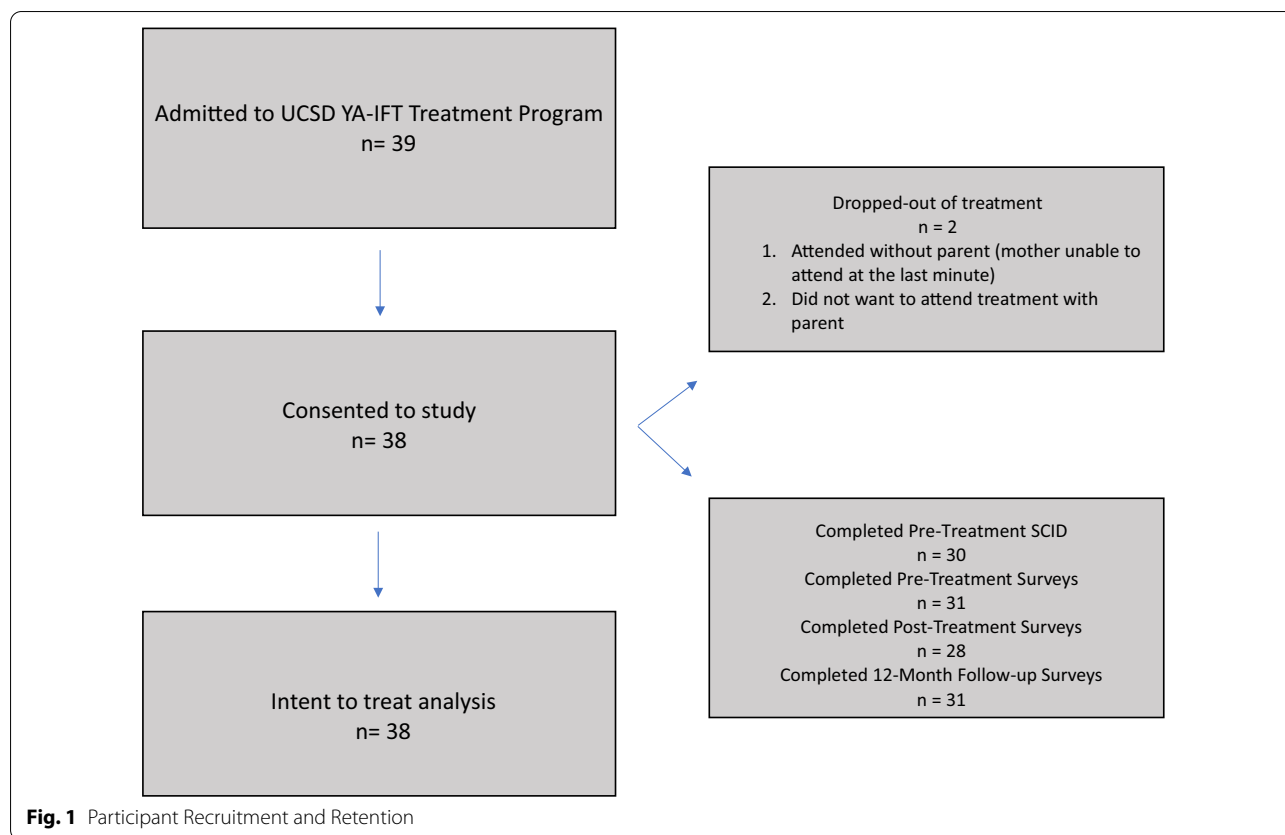 Admitted to UCSD YA-IFT Treatment Program
n= 39
Dropped-out of treatment
n = 2
1. Attended without parent (mother unable to
attend at the last minute)
2. Did not want to attend treatment with
parent
Consented to study
n= 38
Completed Pre-Treatment SCID
n = 30
Completed Pre-Treatment Surveys
n = 31
Completed Post-Treatment Surveys
n = 28
Completed 12-Month Follow-up Surveys
n = 31
Intent to treat analysis
n= 38
Fig. 1 Participant Recruitment and Retention